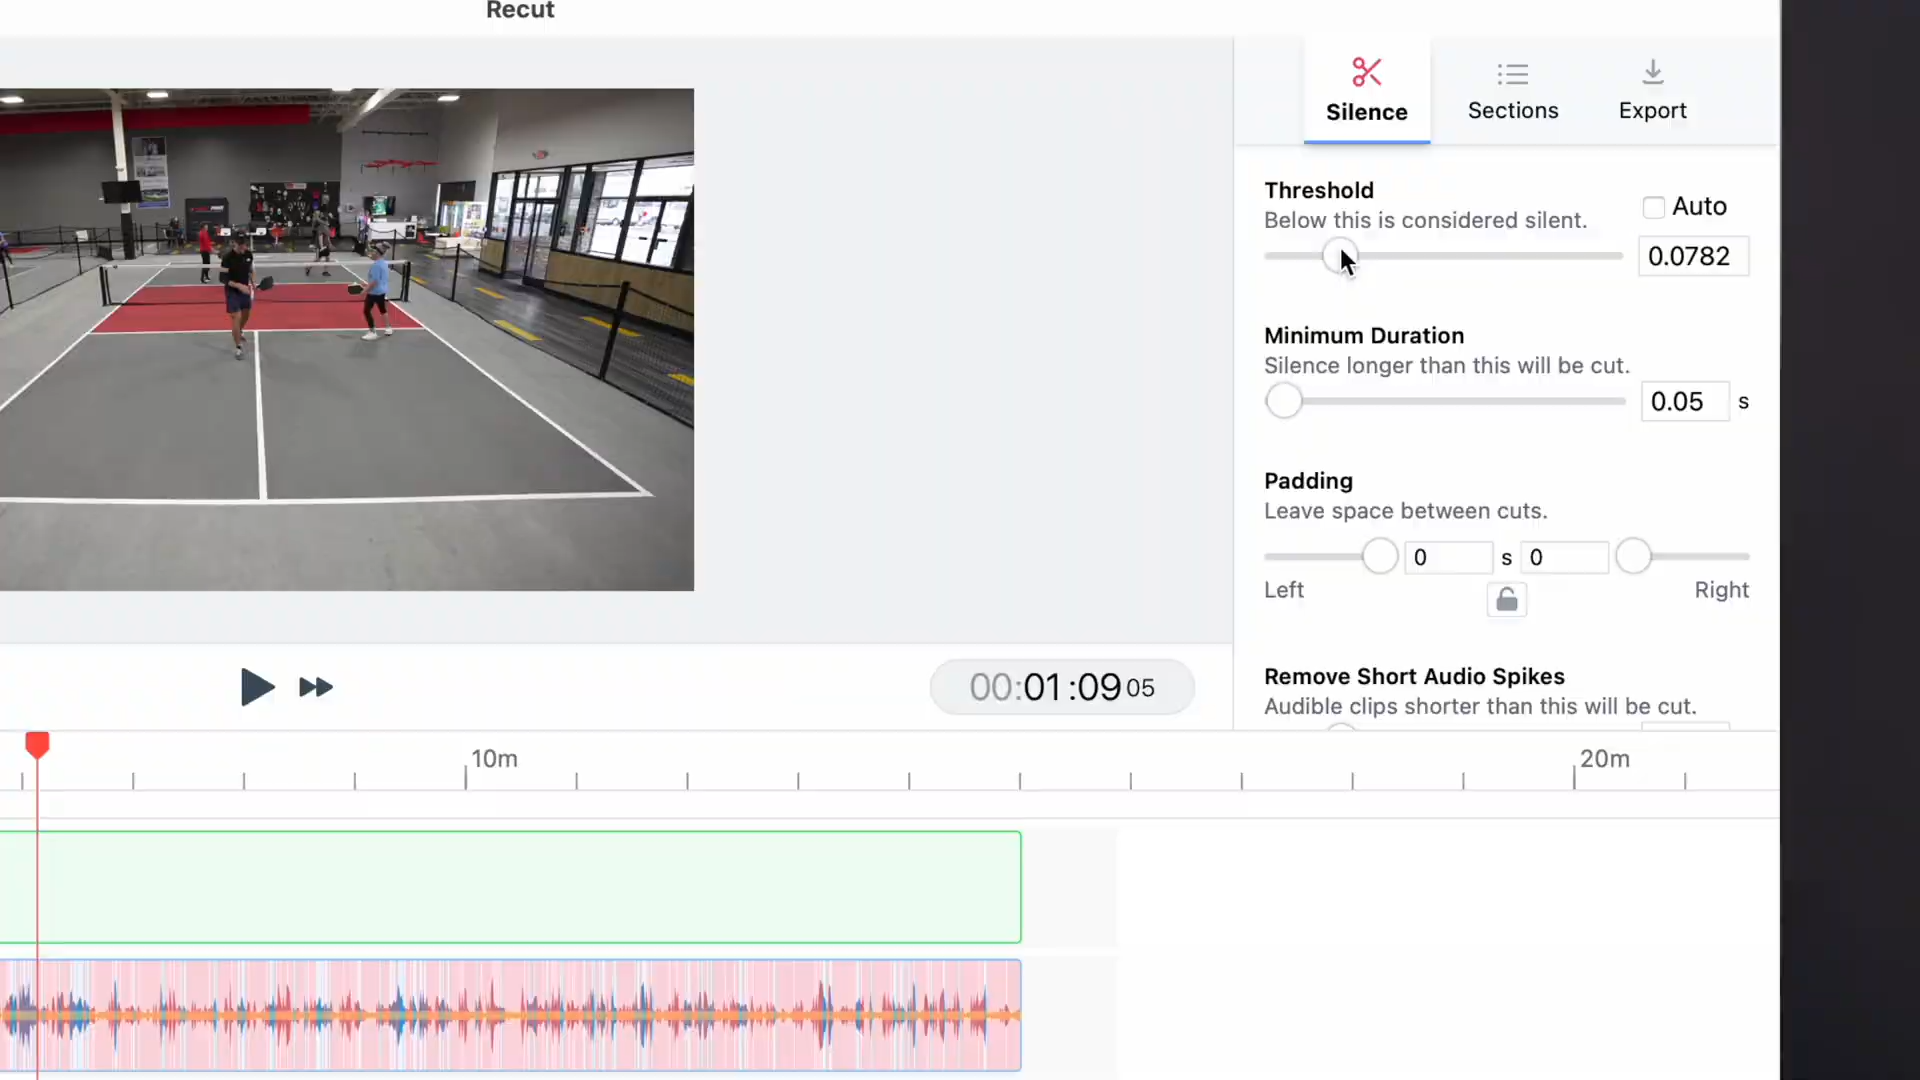 Recut
Silence
Sections
Export
Threshold
Below this is considered silent.
Auto
0.0782
Minimum Duration
Silence longer than this will be cut.
0.05 s
Padding
Leave space between cuts.
0 s 0
Left
Right
Remove Short Audio Spikes
Audible clips shorter than this will be cut.
00:01:09 05
10m
20m